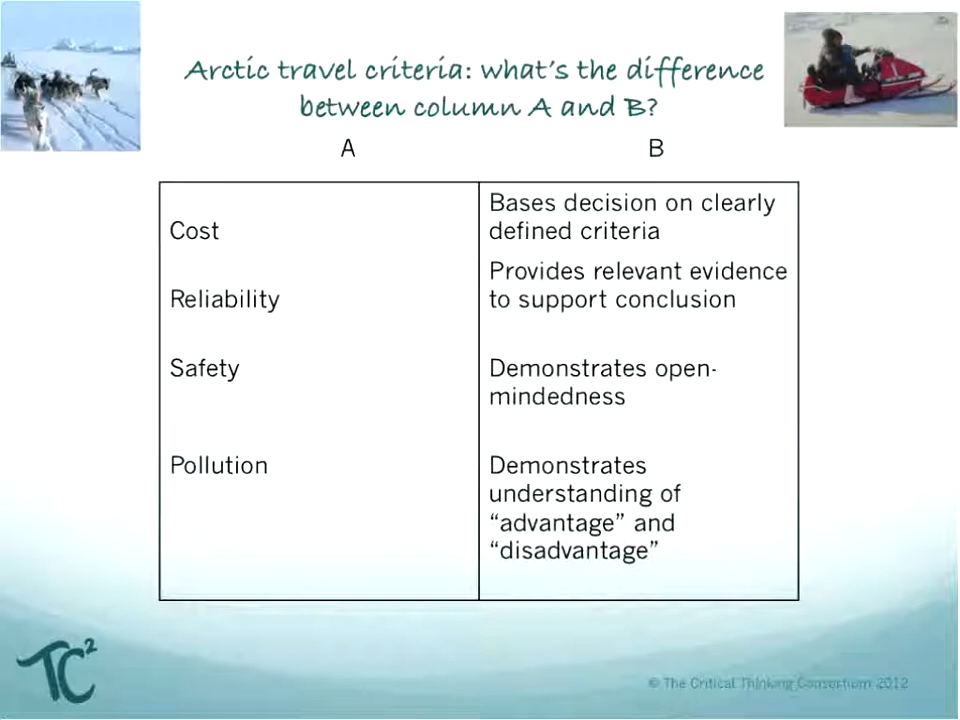 Arctic travel criteria: what's the difference
between column A and B?
A
B
Cost
Bases decision on clearly
defined criteria
Reliability
Provides relevant evidence
to support conclusion
Safety
Demonstrates open-
mindedness
Pollution
Demonstrates
understanding of
“advantage” and
“disadvantage”
TC²
© The Critical Thinking Consortium 2012